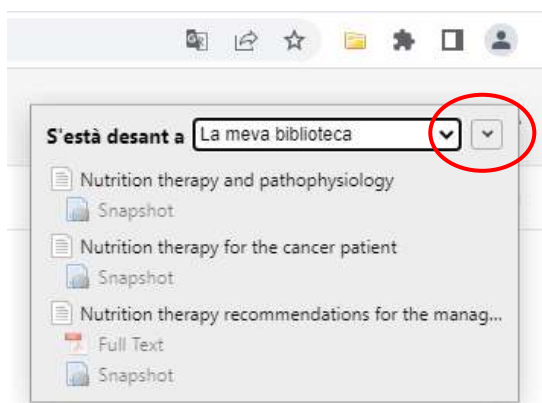 S'està desant a La meva biblioteca
Nutrition therapy and pathophysiology
Snapshot
Nutrition therapy for the cancer patient
Snapshot
Nutrition therapy recommendations for the manag...
Full Text
Snapshot